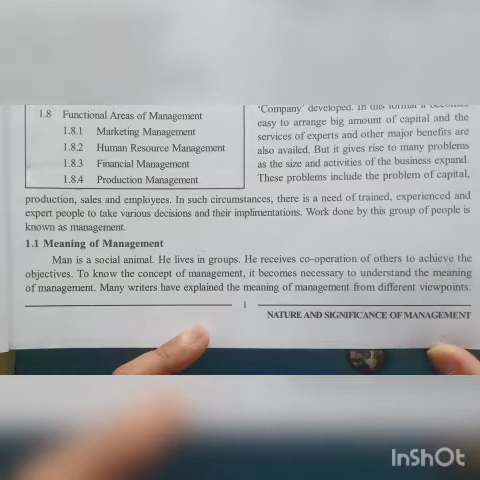 1.8 Functional Areas of Management
1.8.1 Marketing Management
1.8.2 Human Resource Management
1.8.3 Financial Management
1.8.4 Production Management
'Company' developed. In this format it becomes
easy to arrange big amount of capital and the
services of experts and other major benefits are
also availed. But it gives rise to many problems
as the size and activities of the business expand.
These problems include the problem of capital,
production, sales and employees. In such circumstances, there is a need of trained, experienced and
expert people to take various decisions and their implimentations. Work done by this group of people is
known as management.
1.1 Meaning of Management
Man is a social animal. He lives in groups. He receives co-operation of others to achieve the
objectives. To know the concept of management, it becomes necessary to understand the meaning
of management. Many writers have explained the meaning of management from different viewpoints.
1
NATURE AND SIGNIFICANCE OF MANAGEMENT
InShOt